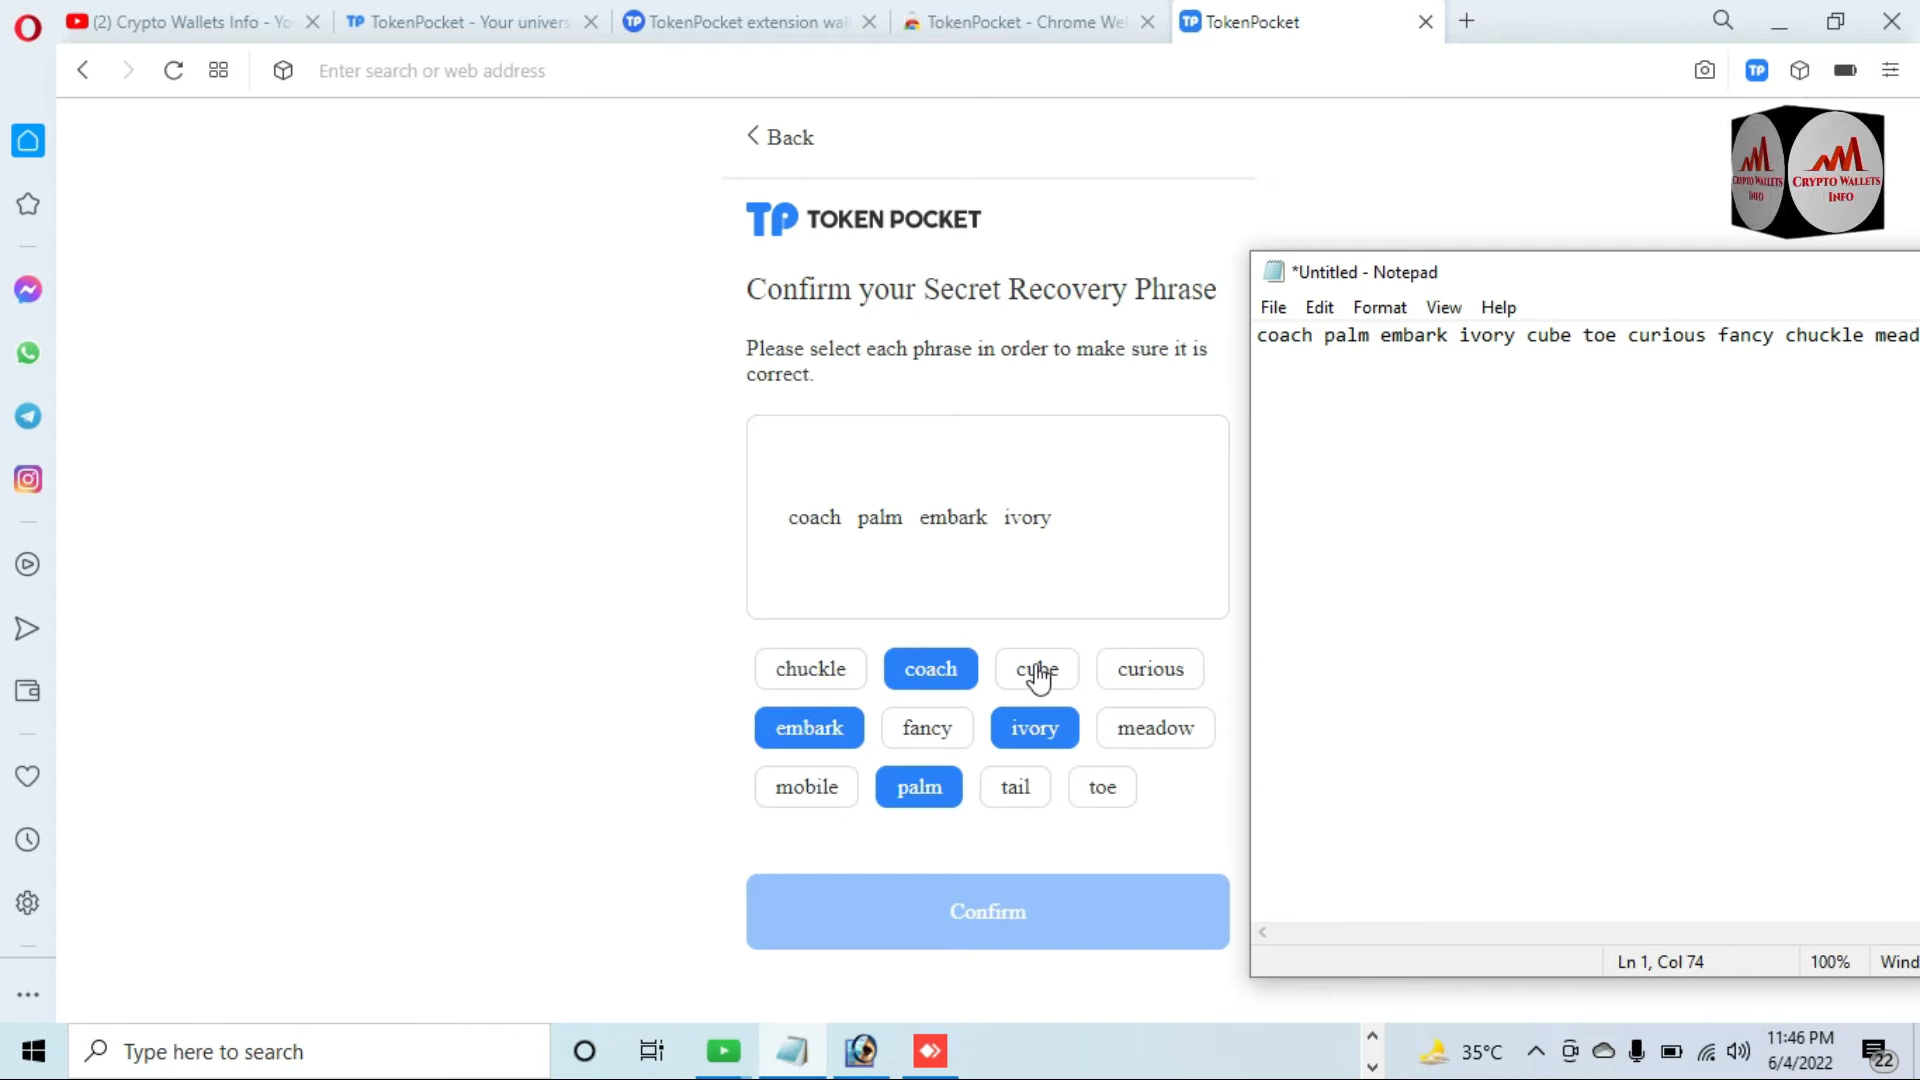 (2) Crypto Wallets Info - Yo
TokenPocket - Your univers
TokenPocket extension wal
TokenPocket - Chrome We
TokenPocket
Enter search or web address
Back
CRYPTO WALLETS INFO
CRYPTO WALLETS
INFO
TP TOKEN POCKET
Confirm your Secret Recovery Phrase
Please select each phrase in order to make sure it is
correct.
coach palm embark ivory
chuckle coach cube curious
embark fancy ivory meadow
mobile palm tail toe
Confirm
*Untitled - Notepad
File Edit Format View Help
coach palm embark ivory cube toe curious fancy chuckle mead
Ln 1, Col 74 100% Wind
Type here to search
35°C
11:46 PM
6/4/2022
22